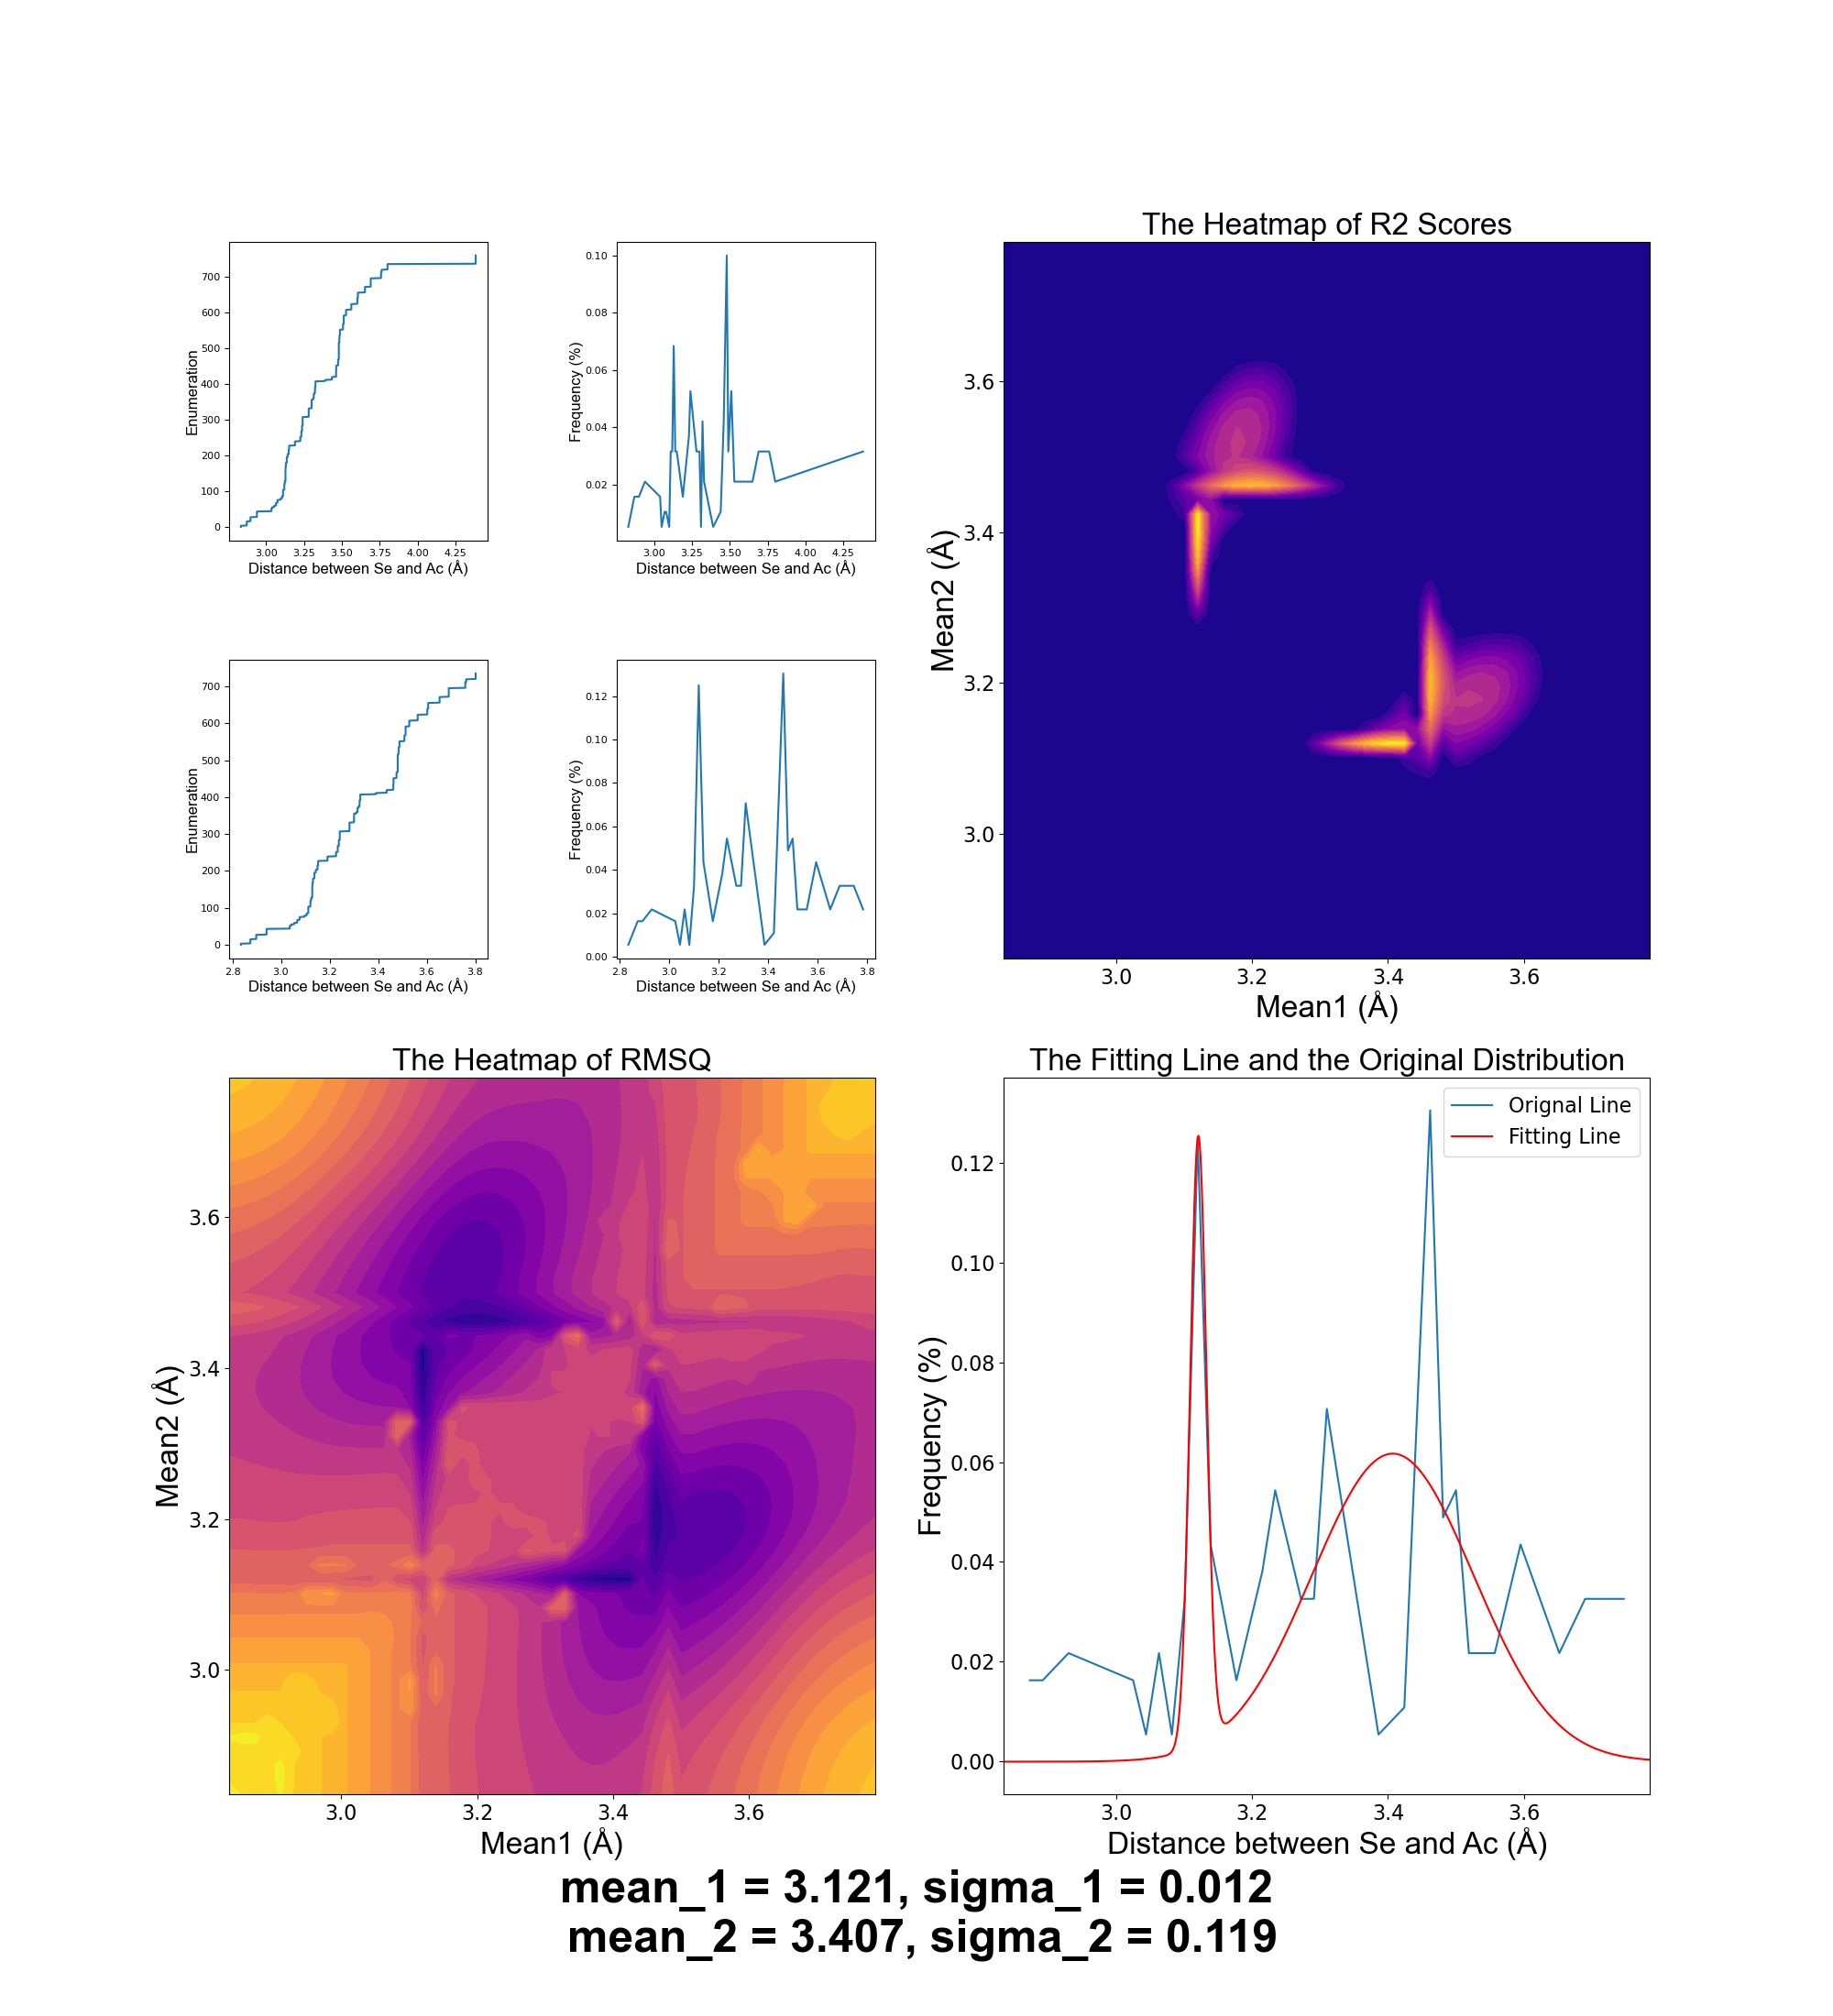 700
600
500
400
300
200
100
0
Enumeration
3.00 3.25 3.50 3.75 4.00 4.25
Distance between Se and Ac (Å)
0.10
0.08
0.06
0.04
0.02
Frequency (%)
3.00 3.25 3.50 3.75 4.00 4.25
Distance between Se and Ac (Å)
The Heatmap of R2 Scores
3.6
3.4
3.2
3.0
Mean2 (Å)
3.0 3.2 3.4 3.6
Mean1 (Å)
700
600
500
400
300
200
100
0
Enumeration
2.8 3.0 3.2 3.4 3.6 3.8
Distance between Se and Ac (Å)
0.12
0.10
0.08
0.06
0.04
0.02
0.00
Frequency (%)
2.8 3.0 3.2 3.4 3.6 3.8
Distance between Se and Ac (Å)
The Heatmap of RMSQ
3.6
3.4
3.2
3.0
Mean2 (Å)
3.0 3.2 3.4 3.6
Mean1 (Å)
The Fitting Line and the Original Distribution
Orignal Line
Fitting Line
0.12
0.10
0.08
0.06
0.04
0.02
0.00
Frequency (%)
3.0 3.2 3.4 3.6
Distance between Se and Ac (Å)
mean_1 = 3.121, sigma_1 = 0.012
mean_2 = 3.407, sigma_2 = 0.119